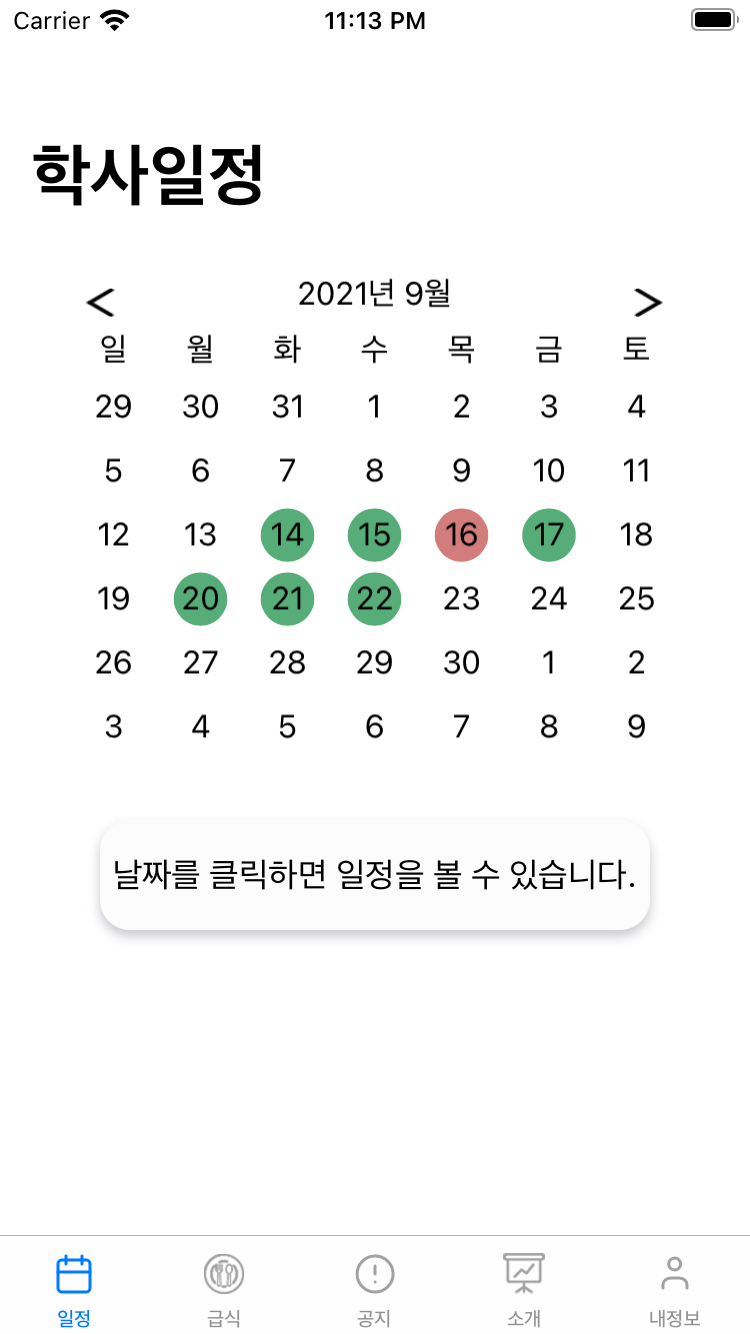 Carrier 11:13 PM
학사일정
< 2021년 9월 >
일 월 화 수 목 금 토
29 30 31 1 2 3 4
5 6 7 8 9 10 11
12 13 14 15 16 17 18
19 20 21 22 23 24 25
26 27 28 29 30 1 2
3 4 5 6 7 8 9
날짜를 클릭하면 일정을 볼 수 있습니다.
일정 급식 공지 소개 내정보